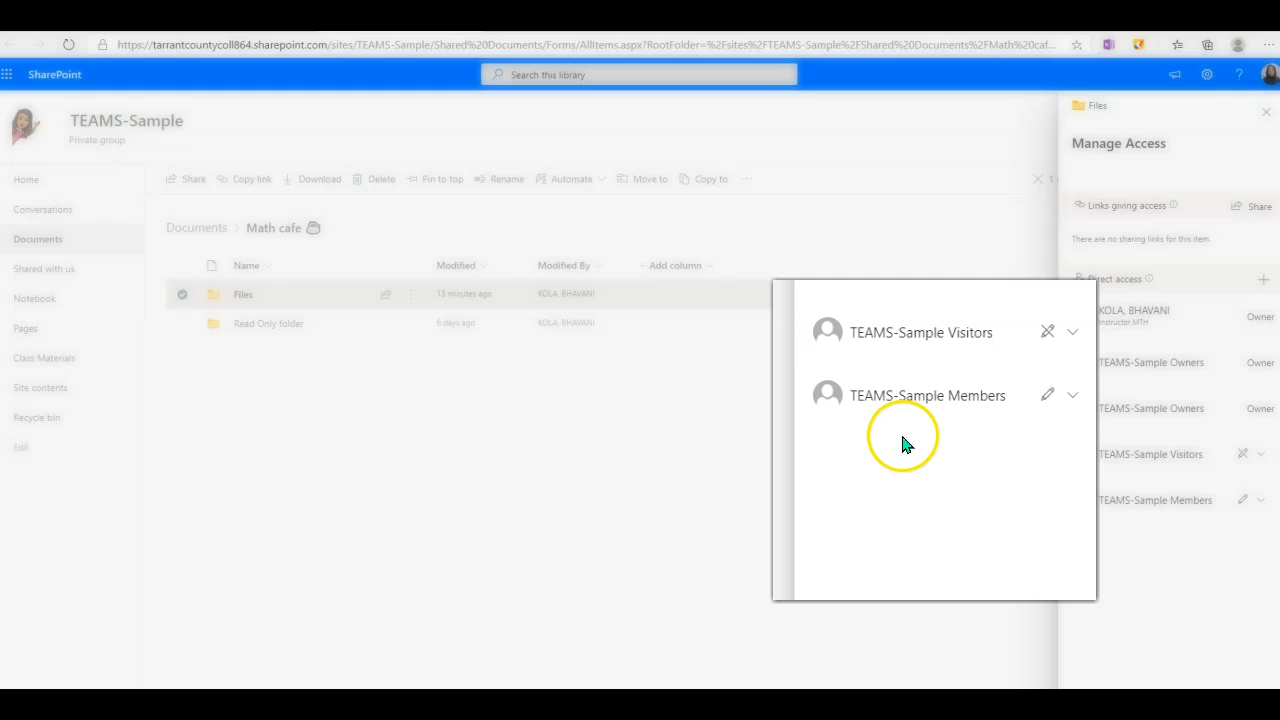 https://tarrantcountycoll864.sharepoint.com/sites/TEAMS-Sample/Shared%20Documents/Forms/AllItems.aspx?RootFolder=%2Fsites%2FTEAMS-Sample%2FShared%20Documents%2FMath%20caf...
SharePoint
Search this library
?
TEAMS-Sample
Private group
Home
Conversations
Documents
Shared with us
Notebook
Pages
Class Materials
Site contents
Recycle bin
Edit
Share Copy link Download Delete Pin to top Rename Automate Move to Copy to ...
1
Documents > Math cafe
Name Modified Modified By + Add column
Files 13 minutes ago KOLA, BHAVANI
Read Only folder 6 days ago KOLA, BHAVANI
TEAMS-Sample Visitors
TEAMS-Sample Members
Files
Manage Access
Links giving access Share
There are no sharing links for this item.
Direct access
KOLA, BHAVANI Owner
Instructor MTH
TEAMS-Sample Owners Owner
TEAMS-Sample Owners Owner
TEAMS-Sample Visitors
TEAMS-Sample Members